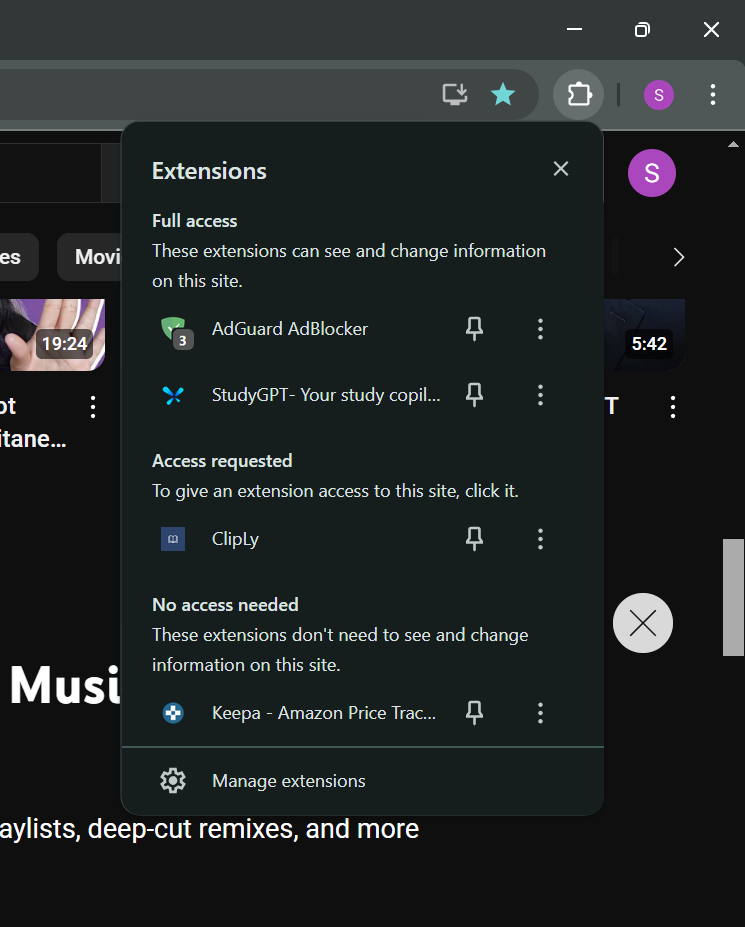 S
Extensions
S
Full access
These extensions can see and change information
on this site.
es
Movi
3
AdGuard AdBlocker
19:24
5:42
StudyGPT- Your study copil...
ot
T
itane...
Access requested
To give an extension access to this site, click it.
ClipLy
No access needed
These extensions don't need to see and change
information on this site.
Musi
Keepa - Amazon Price Trac...
Manage extensions
aylists, deep-cut remixes, and more